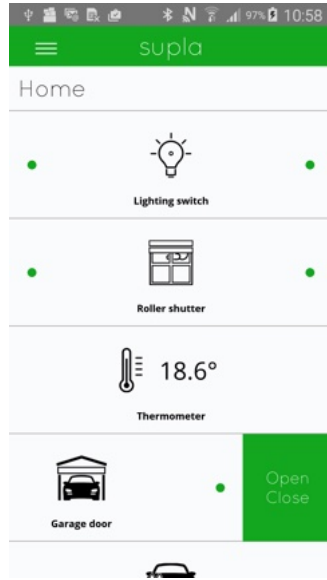 97% 10:58
supla
Home
Lighting switch
Roller shutter
18.6°
Thermometer
Open
Close
Garage door